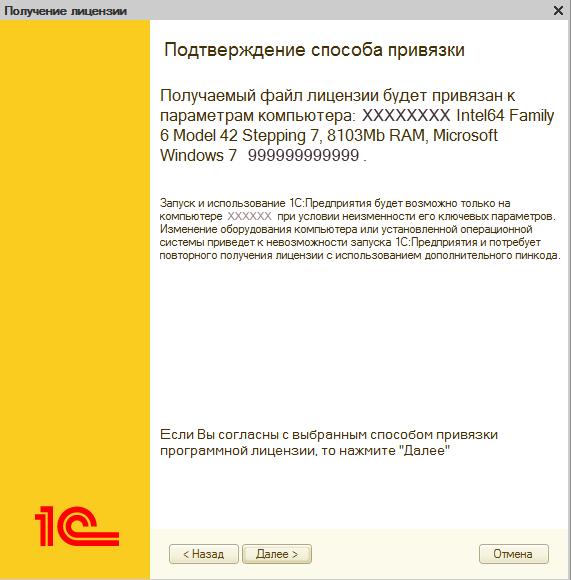 Получение лицензии
Подтверждение способа привязки
Получаемый файл лицензии будет привязан к
параметрам компьютера: XXXXXXXX Intel64 Family
6 Model 42 Stepping 7, 8103Mb RAM, Microsoft
Windows 7 999999999999 .
Запуск и использование 1С:Предприятия будет возможно только на
компьютере XXXXXX при условии неизменности его ключевых параметров.
Изменение оборудования компьютера или установленной операционной
системы приведет к невозможности запуска 1С:Предприятия и потребует
повторного получения лицензии с использованием дополнительного пинкода.
Если Вы согласны с выбранным способом привязки
программной лицензии, то нажмите "Далее"
1С
< Назад
Далее >
Отмена